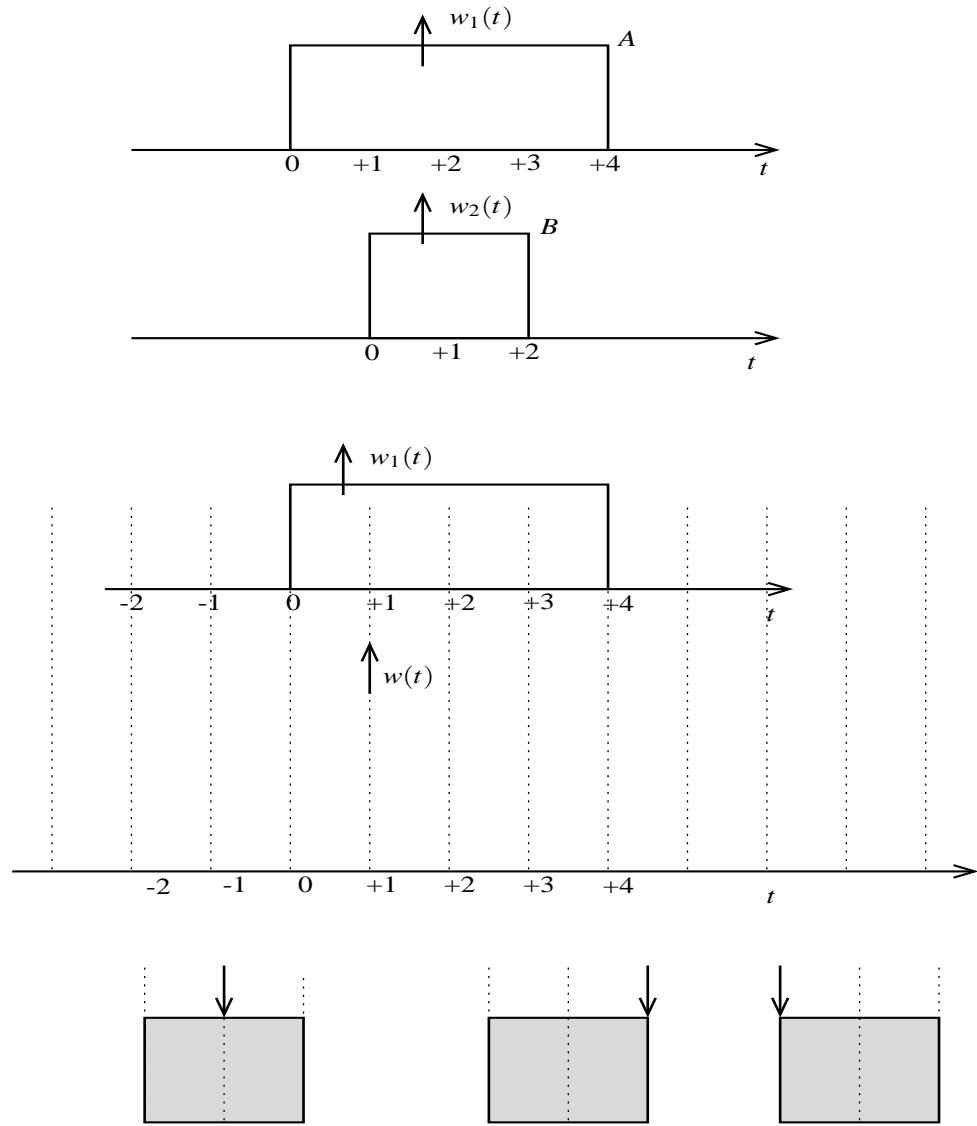 w₁(t)
A
0 +1 +2 +3 +4
t
w₂(t)
B
0 +1 +2
t
w₁(t)
-2 -1 0 +1 +2 +3 +4 t
w(t)
-2 -1 0 +1 +2 +3 +4 t